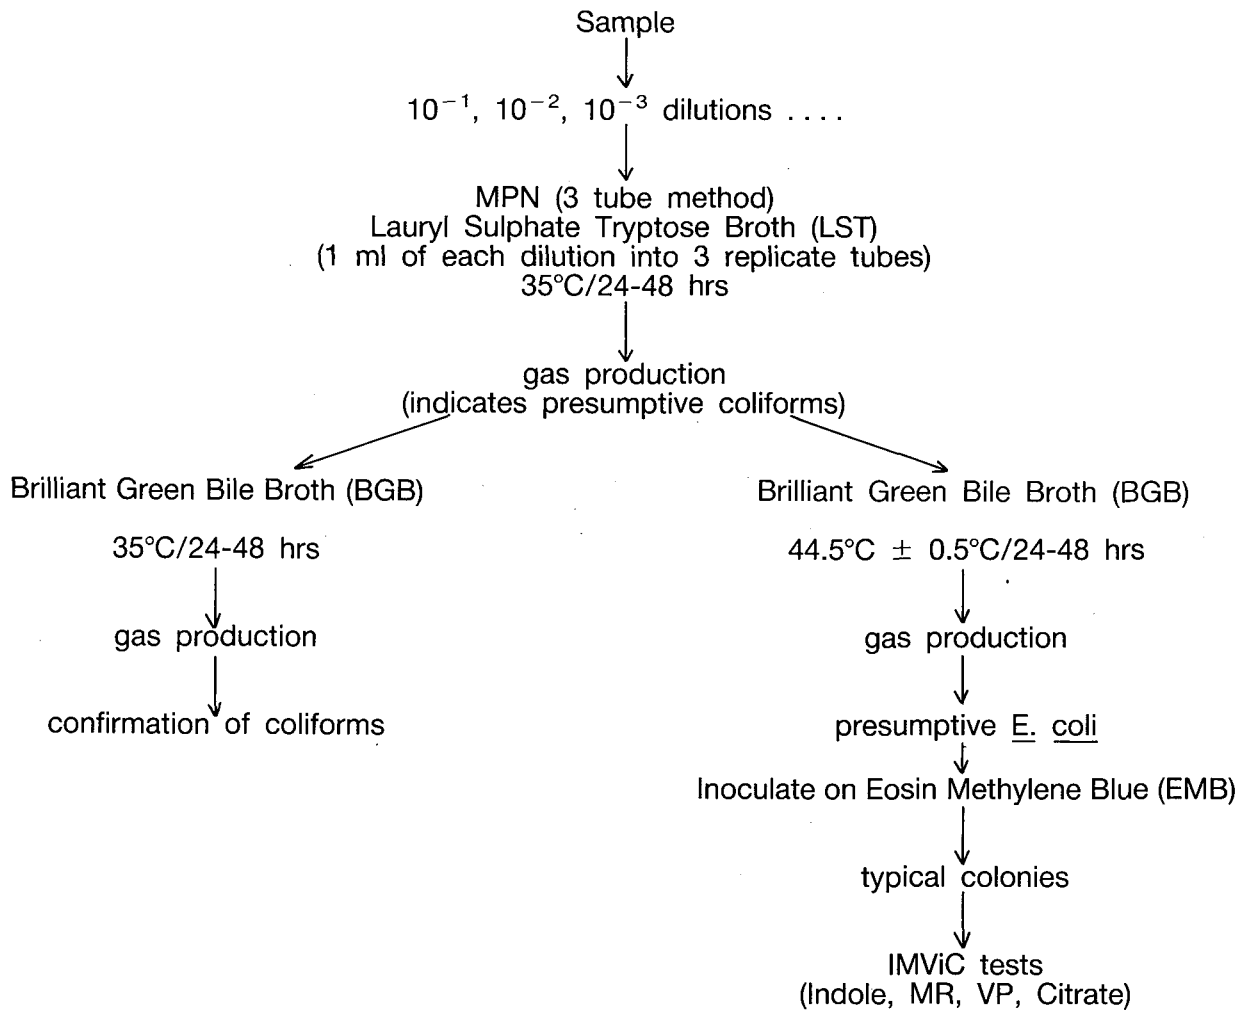 Sample
10⁻¹, 10⁻², 10⁻³ dilutions ....
MPN (3 tube method)
Lauryl Sulphate Tryptose Broth (LST)
(1 ml of each dilution into 3 replicate tubes)
35°C/24-48 hrs
gas production
(indicates presumptive coliforms)
Brilliant Green Bile Broth (BGB)
35°C/24-48 hrs
gas production
confirmation of coliforms
Brilliant Green Bile Broth (BGB)
44.5°C ± 0.5°C/24-48 hrs
gas production
presumptive E. coli
Inoculate on Eosin Methylene Blue (EMB)
typical colonies
IMViC tests
(Indole, MR, VP, Citrate)